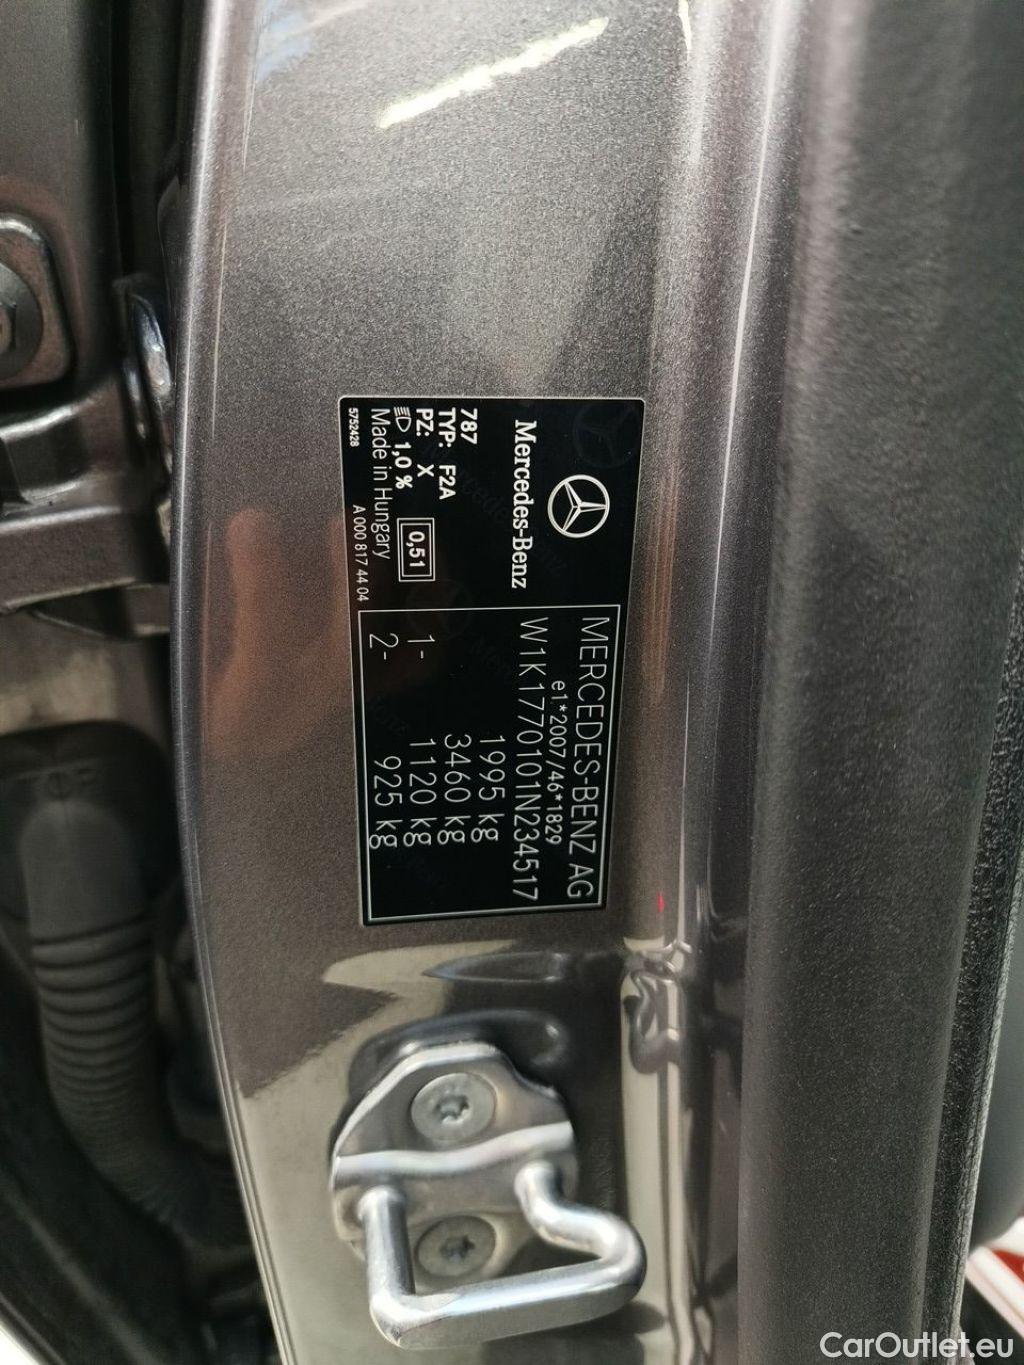 Mercedes-Benz
787
TYP: F2A
PZ: X
1,0 %
0,51
Made in Hungary
5752428
A 000 817 44 04
MERCEDES-BENZ AG
e1*2007/46*1829
W1K1770101N234517
1995 kg
3460 kg
1- 1120 kg
2- 925 kg
CarOutlet.eu